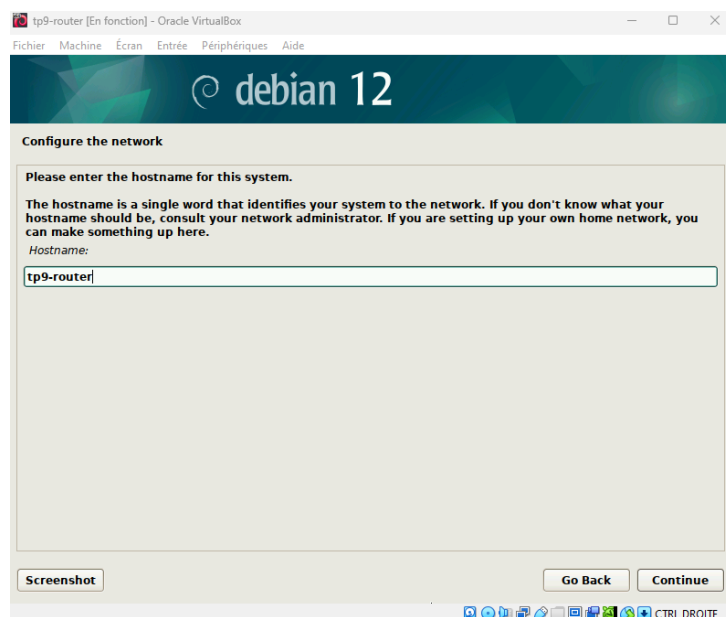 tp9-router [En fonction] - Oracle VirtualBox
Fichier Machine Écran Entrée Périphériques Aide
debian 12
Configure the network
Please enter the hostname for this system.
The hostname is a single word that identifies your system to the network. If you don't know what your
hostname should be, consult your network administrator. If you are setting up your own home network, you
can make something up here.
Hostname:
tp9-router
Screenshot
Go Back
Continue
CTRL DROITE